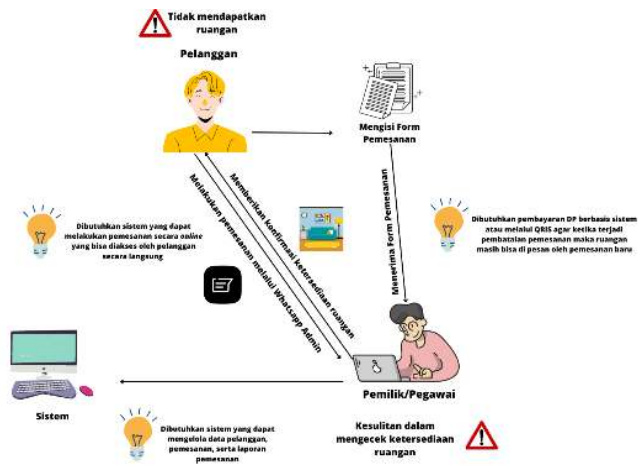 Tidak mendapatkan
ruangan
Pelanggan
Mengisi Form
Pemesanan
Memberikan konfirmasi ketersediaan ruangan
Melakukan pemesanan melalui Whatsapp Admin
Menerima Form Pemesanan
Dibutuhkan sistem yang dapat
melakukan pemesanan secara online
yang bisa diakses oleh pelanggan
secara langsung
Dibutuhkan pembayaran DP berbasis sistem
atau melalui QRIS agar ketika terjadi
pembatalan pemesanan maka ruangan
masih bisa di pesan oleh pemesanan baru
Sistem
Pemilik/Pegawai
Dibutuhkan sistem yang dapat
mengelola data pelanggan,
pemesanan, serta laporan
pemesanan
Kesulitan dalam
mengecek ketersediaan
ruangan